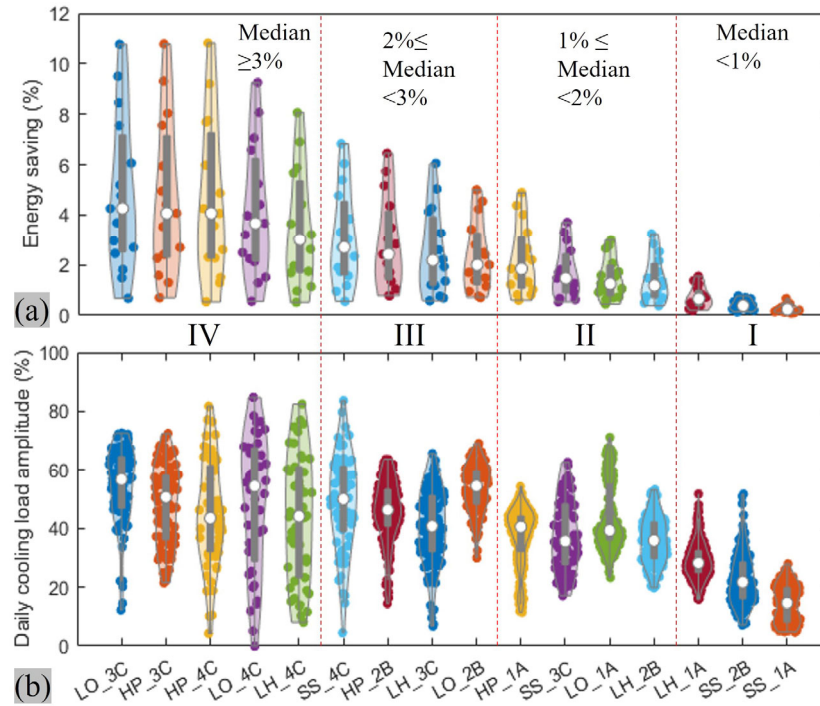 12
10
8
6
4
2
0
Energy saving (%)
(a)
Median
≥3%
2%≤
Median
<3%
1% ≤
Median
<2%
Median
<1%
IV
III
II
I
100
80
60
40
20
0
Daily cooling load amplitude (%)
(b)
LO_3C
HP_3C
HP_4C
LO_4C
LH_4C
SS_4C
HP_2B
LH_3C
LO_2B
HP_1A
SS_3C
LO_1A
LH_2B
LH_1A
SS_2B
SS_1A